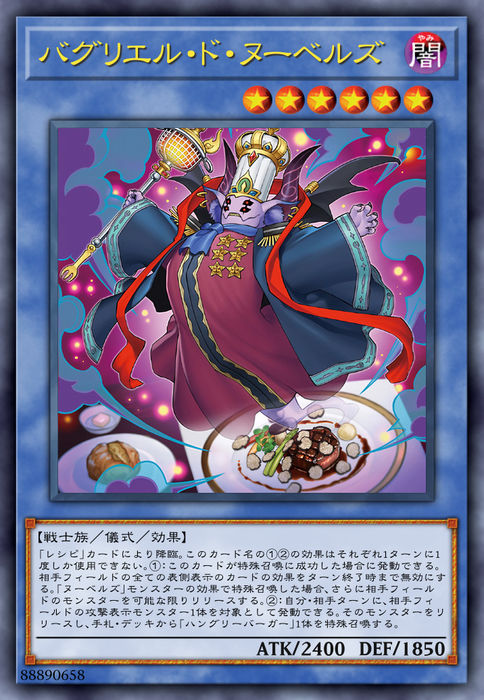 バグリエル・ド・ヌーベルズ
やみ
闇
【戦士族／儀式／効果】
「レシピ」カードにより降臨。このカード名の①②の効果はそれぞれ1ターンに1
度しか使用できない。①：このカードが特殊召喚に成功した場合に発動できる。
相手フィールドの全ての表側表示のカードの効果をターン終了時まで無効にす
る。「ヌーベルズ」モンスターの効果で特殊召喚した場合、さらに相手フィール
ドのモンスターを可能な限りリリースする。②：自分・相手ターンに、相手フィ
ールドの攻撃表示モンスター1体を対象として発動できる。そのモンスターをリ
リースし、手札・デッキから「ハングリーバーガー」1体を特殊召喚する。
ATK/2400 DEF/1850
88890658